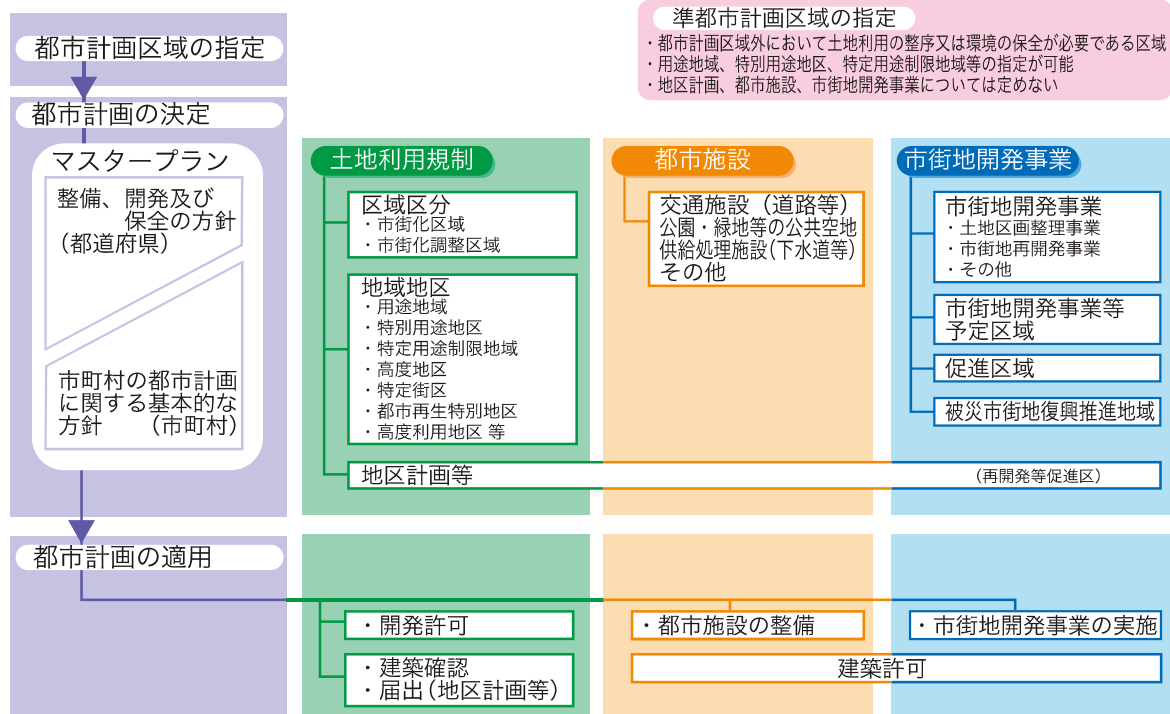 準都市計画区域の指定
・都市計画区域外において土地利用の整序又は環境の保全が必要である区域
・用途地域、特別用途地区、特定用途制限地域等の指定が可能
・地区計画、都市施設、市街地開発事業については定めない
都市計画区域の指定
都市計画の決定
マスタープラン
整備、開発及び
保全の方針
（都道府県）
市町村の都市計画
に関する基本的な
方針　（市町村）
土地利用規制
区域区分
・市街化区域
・市街化調整区域
地域地区
・用途地域
・特別用途地区
・特定用途制限地域
・高度地区
・特定街区
・都市再生特別地区
・高度利用地区 等
地区計画等
（再開発等促進区）
都市施設
交通施設（道路等）
公園・緑地等の公共空地
供給処理施設（下水道等）
その他
市街地開発事業
市街地開発事業
・土地区画整理事業
・市街地再開発事業
・その他
市街地開発事業等
予定区域
促進区域
被災市街地復興推進地域
都市計画の適用
・開発許可
・建築確認
・届出（地区計画等）
・都市施設の整備
・市街地開発事業の実施
建築許可